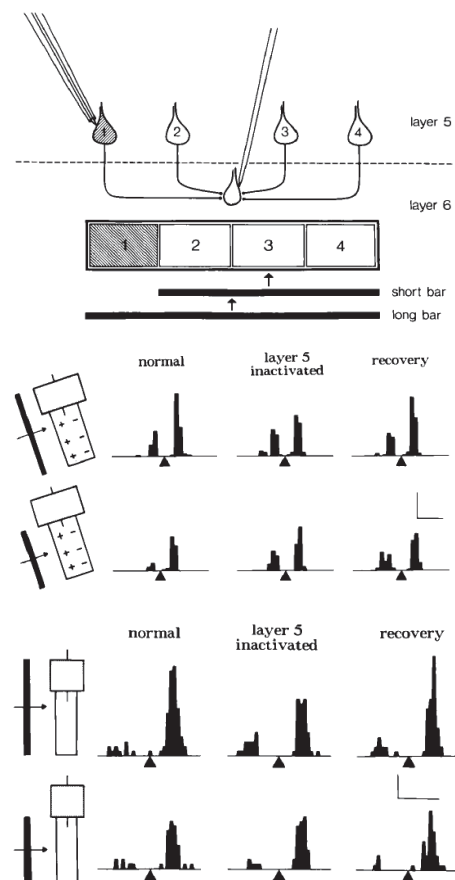 1 2 3 4 layer 5
layer 6
1 2 3 4
short bar
long bar
normal layer 5 inactivated recovery
+ -
+ -
+ -
+ -
+ -
+ -
normal layer 5 inactivated recovery